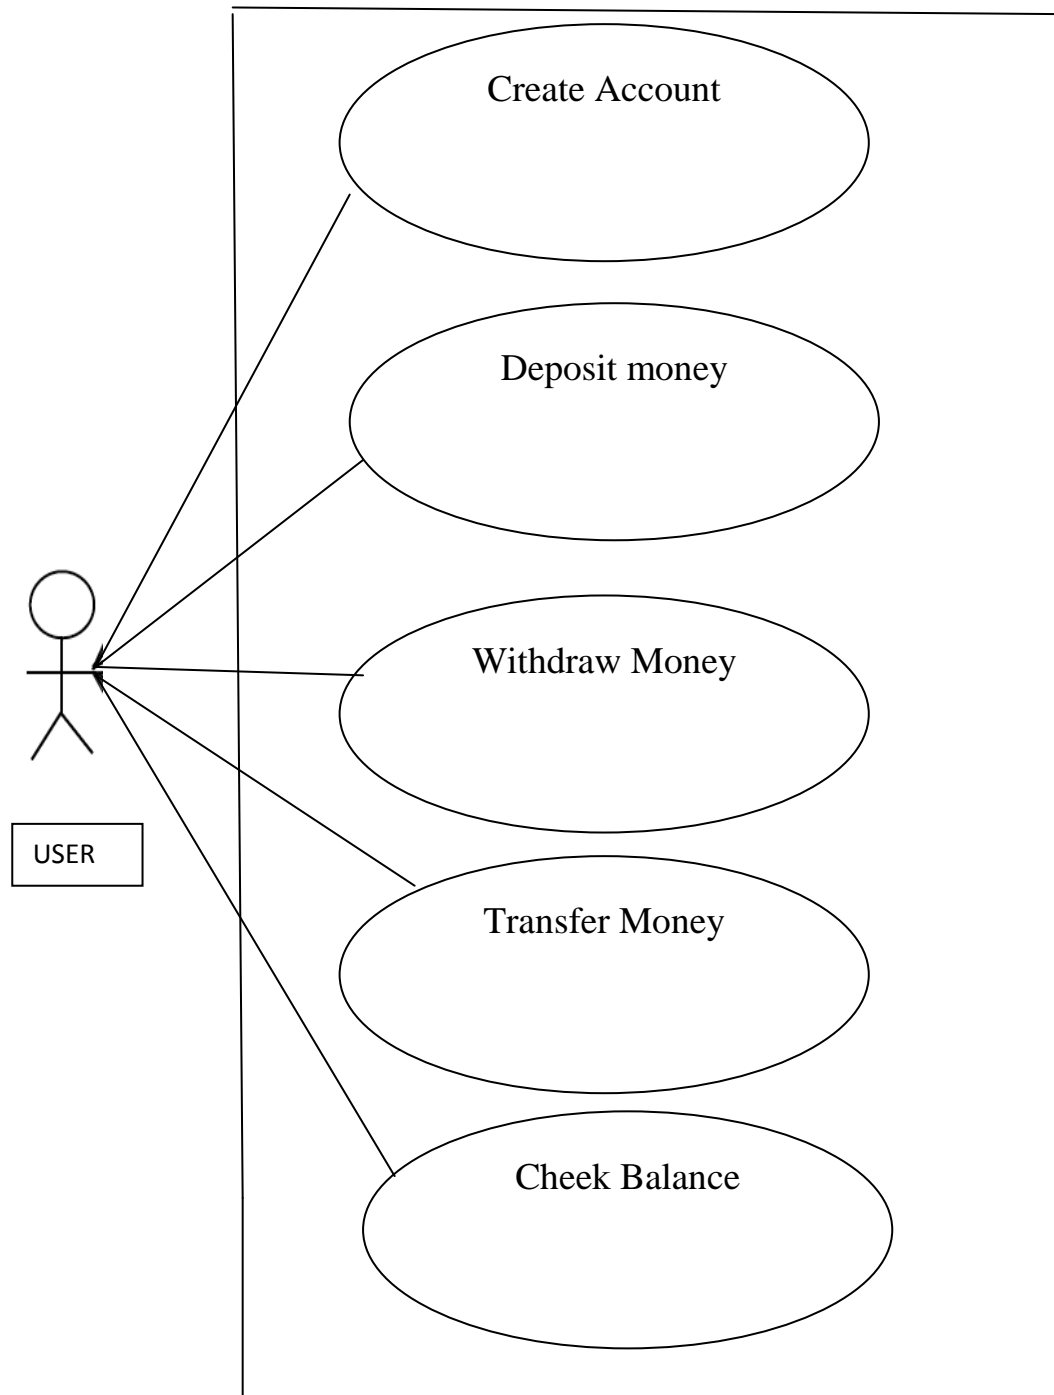 Create Account
Deposit money
Withdraw Money
USER
Transfer Money
Cheek Balance